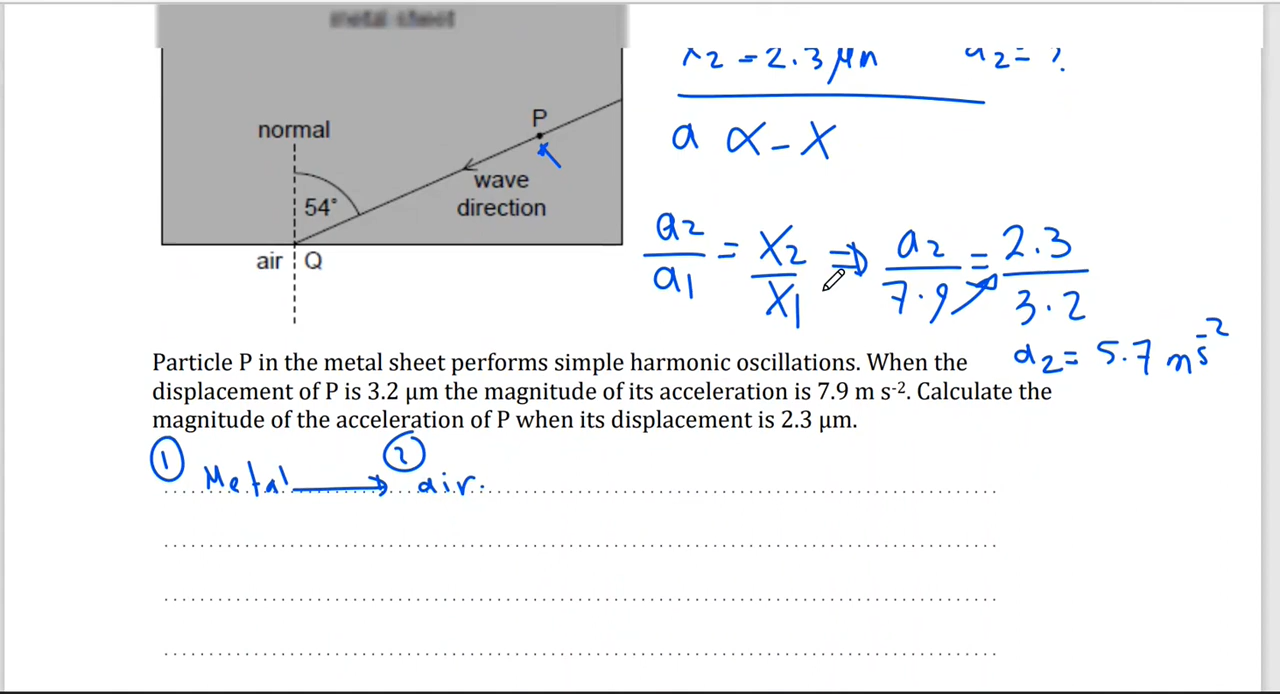 metal sheet
x2 = 2.3 μm a2 = ?
a α - x
normal
P
wave
direction
54°
air Q
a2/a1 = x2/x1 ⇒ a2/7.9 = 2.3/3.2
a2 = 5.7 ms-2
Particle P in the metal sheet performs simple harmonic oscillations. When the
displacement of P is 3.2 μm the magnitude of its acceleration is 7.9 m s-2. Calculate the
magnitude of the acceleration of P when its displacement is 2.3 μm.
① Metal → ② air.